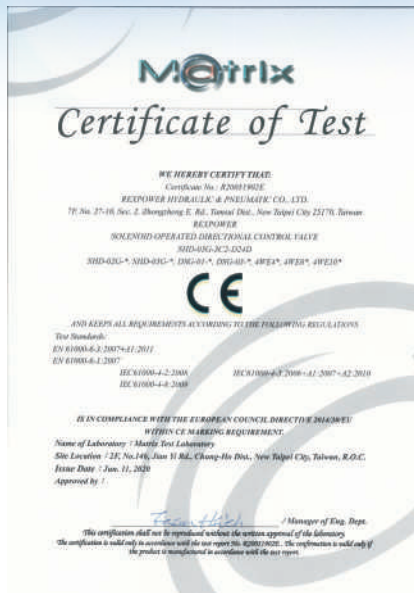 Matrix
Certificate of Test
WE HEREBY CERTIFY THAT:
Certificate No.: R20051902E
REXPOWER HYDRAULIC & PNEUMATIC CO., LTD.
7F, No. 27-10, Sec. 2, Zhongzheng E. Rd., Tamsui Dist., New Taipei City 25170, Taiwan
REXPOWER
SOLENOID OPERATED DIRECTIONAL CONTROL VALVE
SHD-03G-3C2-D24D
SHD-02G-*, SHD-03G-*, DSG-01-*, DSG-03-*, 4WE4*, 4WE6*, 4WE10*
CE
AND KEEPS ALL REQUIREMENTS ACCORDING TO THE FOLLOWING REGULATIONS
Test Standards:
EN 61000-6-3:2007+A1:2011
EN 61000-6-1:2007
IEC61000-4-2:2008 IEC61000-4-3:2006+A1:2007+A2:2010
IEC61000-4-8:2009
IS IN COMPLIANCE WITH THE EUROPEAN COUNCIL DIRECTIVE 2014/30/EU
WITHIN CE MARKING REQUIREMENT.
Name of Laboratory : Matrix Test Laboratory
Site Location : 2F, No.146, Jian Yi Rd., Chung-Ho Dist., New Taipei City, Taiwan, R.O.C.
Issue Date : Jun. 11, 2020
Approved by :
/ Manager of Eng. Dept.
This certification shall not be reproduced without the written approval of the laboratory.
The certification is valid only in accordance with the test report No. R20051902E. The confirmation is valid only if
the product is manufactured in accordance with the test report.